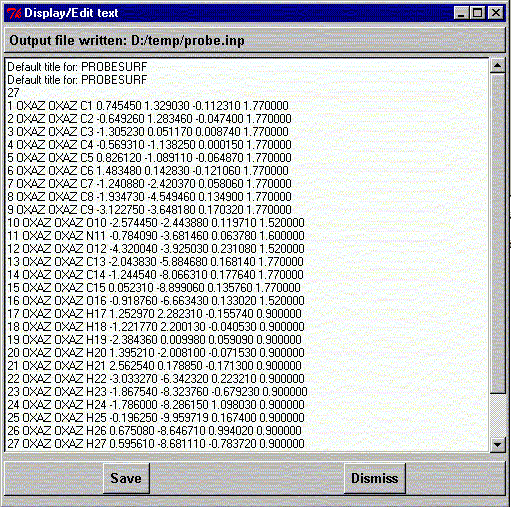 Display/Edit text
Output file written: D:/temp/probe.inp
Default title for: PROBESURF
Default title for: PROBESURF
27
1 OXAZ OXAZ C1 0.745450 1.329030 -0.112310 1.770000
2 OXAZ OXAZ C2 -0.649260 1.283460 -0.047400 1.770000
3 OXAZ OXAZ C3 -1.305230 0.051170 0.008740 1.770000
4 OXAZ OXAZ C4 -0.569310 -1.138250 0.000150 1.770000
5 OXAZ OXAZ C5 0.826120 -1.089110 -0.064870 1.770000
6 OXAZ OXAZ C6 1.483480 0.142830 -0.121060 1.770000
7 OXAZ OXAZ C7 -1.240880 -2.420370 0.058060 1.770000
8 OXAZ OXAZ C8 -1.934730 -4.549460 0.134900 1.770000
9 OXAZ OXAZ C9 -3.122750 -3.648180 0.170320 1.770000
10 OXAZ OXAZ O10 -2.574450 -2.443880 0.119710 1.520000
11 OXAZ OXAZ N11 -0.784090 -3.681460 0.063780 1.600000
12 OXAZ OXAZ O12 -4.320040 -3.925030 0.231080 1.520000
13 OXAZ OXAZ C13 -2.043830 -5.884680 0.168140 1.770000
14 OXAZ OXAZ C14 -1.244540 -8.066310 0.177640 1.770000
15 OXAZ OXAZ C15 0.052310 -8.899060 0.135760 1.770000
16 OXAZ OXAZ O16 -0.918760 -6.663430 0.133020 1.520000
17 OXAZ OXAZ H17 1.252970 2.282310 -0.155740 0.900000
18 OXAZ OXAZ H18 -1.221770 2.200130 -0.040530 0.900000
19 OXAZ OXAZ H19 -2.384360 0.009980 0.059090 0.900000
20 OXAZ OXAZ H20 1.395210 -2.008100 -0.071530 0.900000
21 OXAZ OXAZ H21 2.562540 0.178850 -0.171300 0.900000
22 OXAZ OXAZ H22 -3.033270 -6.342320 0.223210 0.900000
23 OXAZ OXAZ H23 -1.867540 -8.323760 -0.679230 0.900000
24 OXAZ OXAZ H24 -1.786000 -8.286150 1.098030 0.900000
25 OXAZ OXAZ H25 -0.196250 -9.959719 0.167400 0.900000
26 OXAZ OXAZ H26 0.675080 -8.646710 0.994020 0.900000
27 OXAZ OXAZ H27 0.595610 -8.681110 -0.783720 0.900000
Save Dismiss